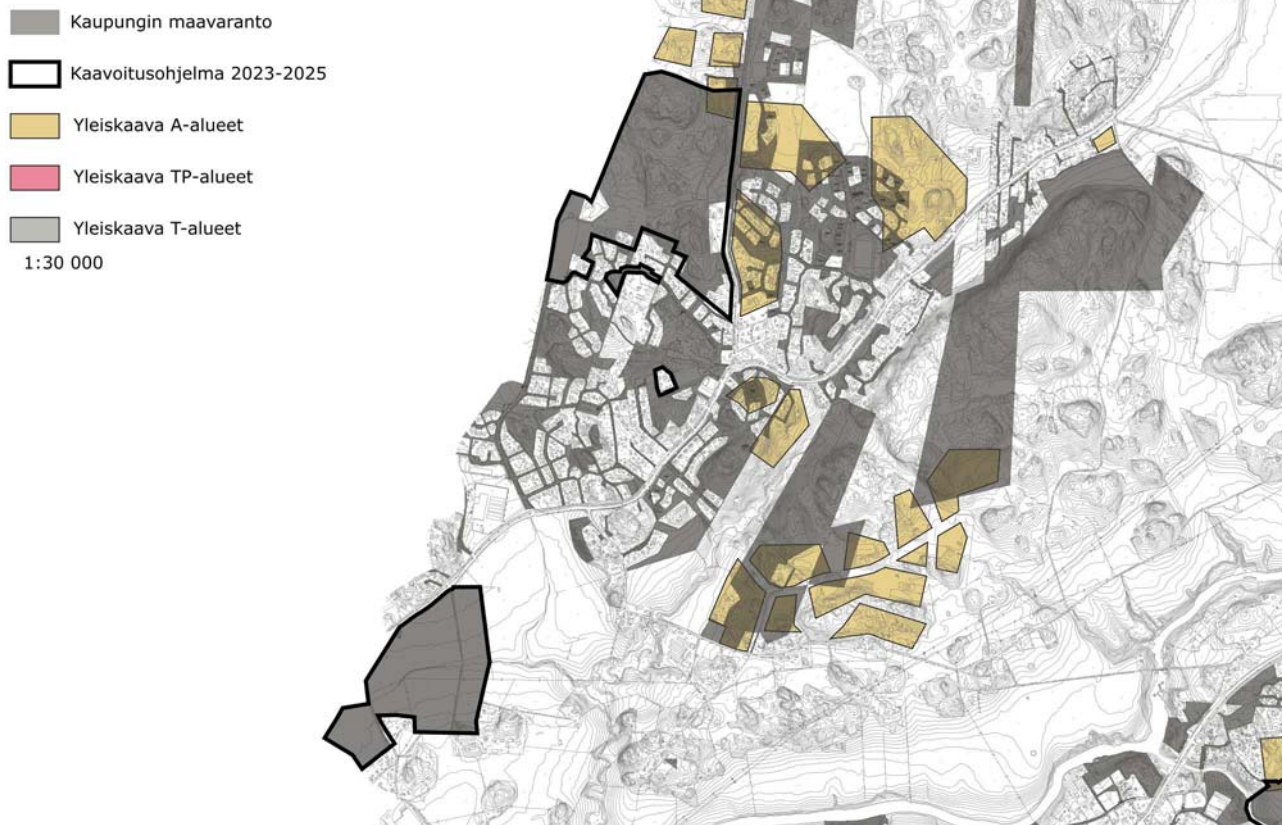 Kaupungin maavaranto
Kaavoitusohjelma 2023-2025
Yleiskaava A-alueet
Yleiskaava TP-alueet
Yleiskaava T-alueet
1:30 000